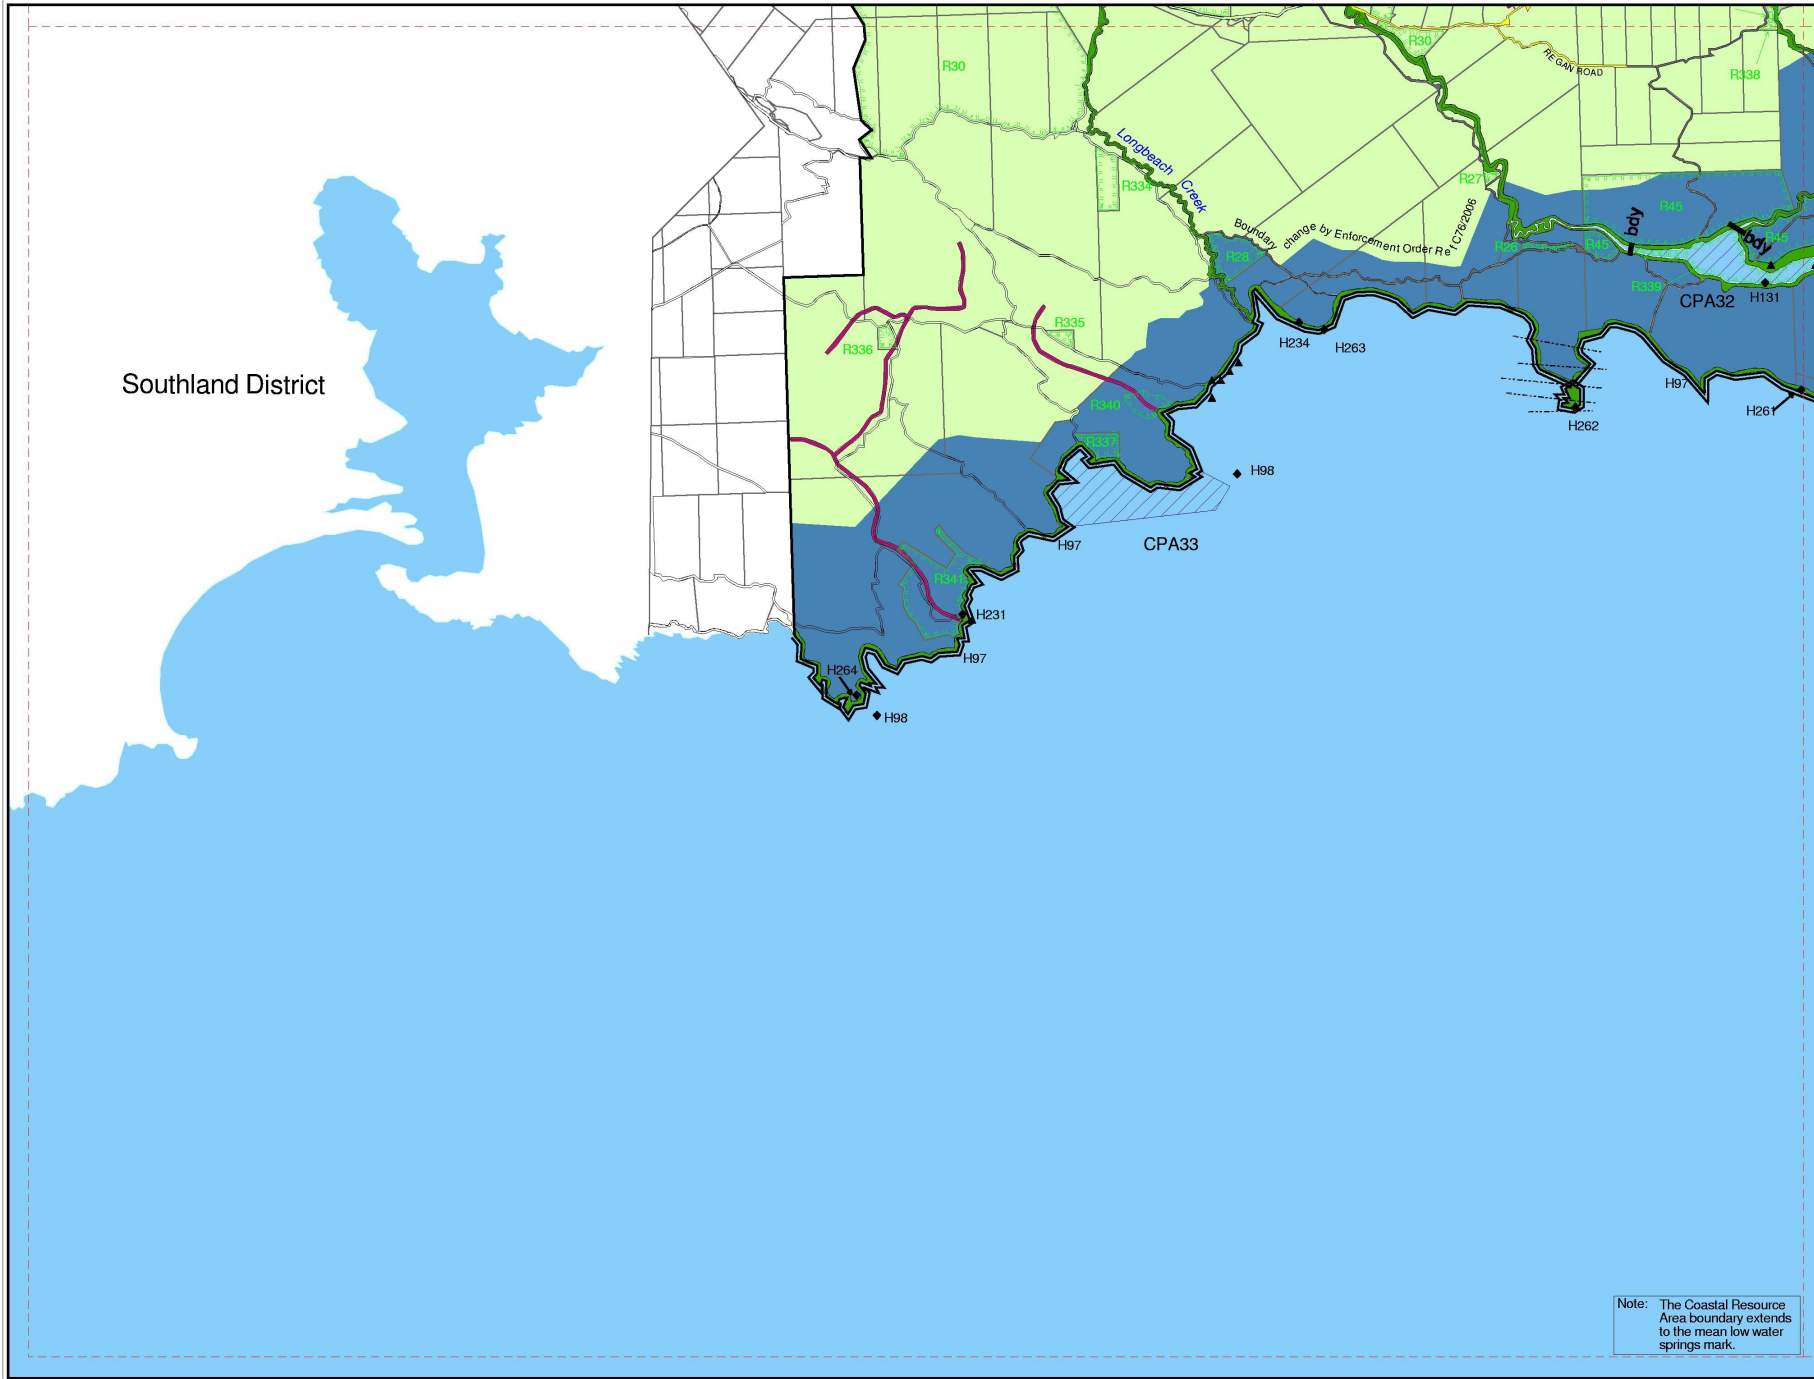 R30
R30
REGAN ROAD
R338
Longbeach
Creek
R334
R27
R45
bdy
bdy
R45
R26
R45
Boundary change by Enforcement Order Ref C76/2006
R28
R339
CPA32
H131
R335
R336
H234
H263
Southland District
H97
H261
R340
H262
R337
H98
H97
CPA33
R341
H231
H97
H264
H98
Note: The Coastal Resource
Area boundary extends
to the mean low water
springs mark.